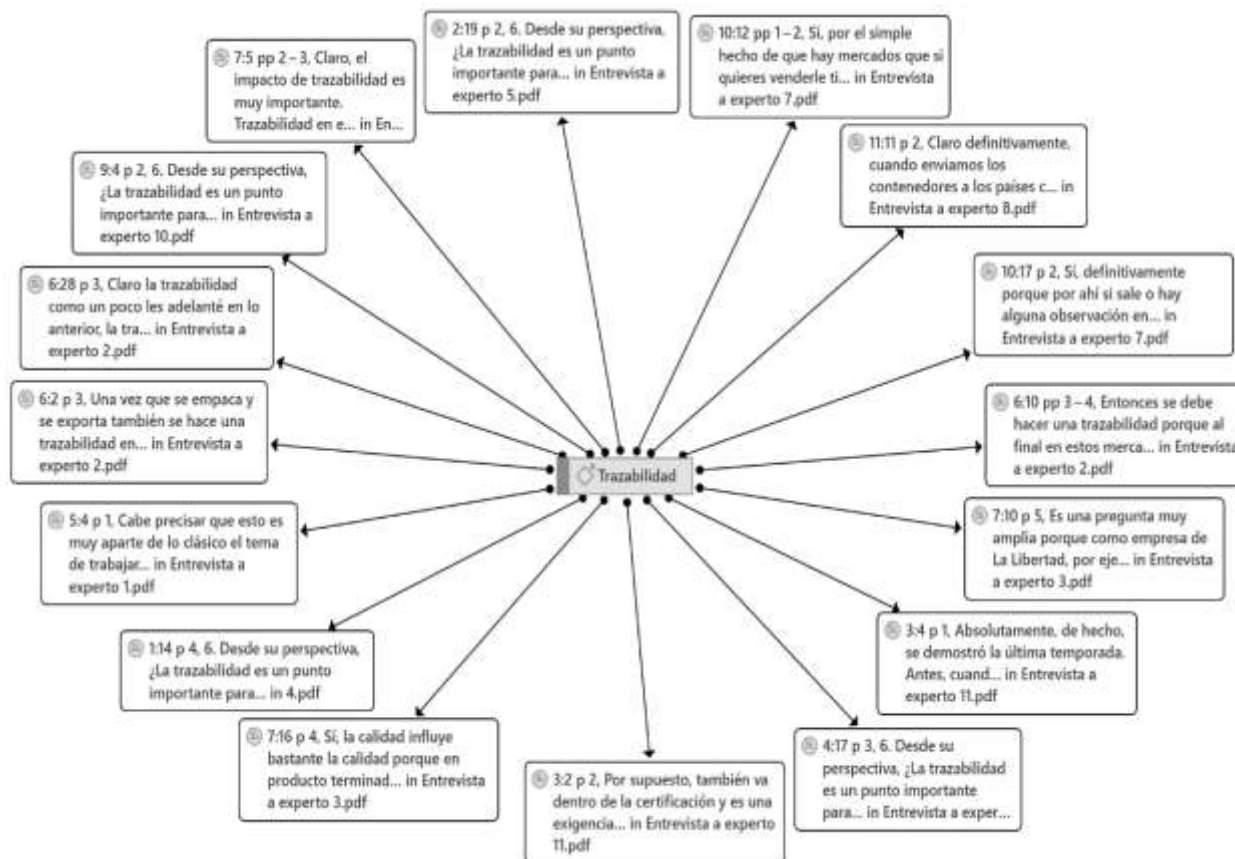 2:19 p 2, 6. Desde su perspectiva,
¿La trazabilidad es un punto
importante para... in Entrevista a
experto 5.pdf
10:12 pp 1 – 2, Sí, por el simple
hecho de que hay mercados que si
quieres venderle ti... in Entrevista
a experto 7.pdf
7:5 pp 2 – 3, Claro, el
impacto de trazabilidad es
muy importante.
Trazabilidad en e... in En...
11:11 p 2, Claro definitivamente,
cuando enviamos los
contenedores a los países c... in
Entrevista a experto 8.pdf
9:4 p 2, 6. Desde su perspectiva,
¿La trazabilidad es un punto
importante para... in Entrevista a
experto 10.pdf
10:17 p 2, Sí, definitivamente
porque por ahí si sale o hay
alguna observación en... in
Entrevista a experto 7.pdf
6:28 p 3, Claro la trazabilidad
como un poco les adelanté en lo
anterior, la tra... in Entrevista a
experto 2.pdf
6:2 p 3, Una vez que se empaca y
se exporta también se hace una
trazabilidad en... in Entrevista a
experto 2.pdf
6:10 pp 3 – 4, Entonces se debe
hacer una trazabilidad porque al
final en estos merca... in Entrevista
a experto 2.pdf
Trazabilidad
5:4 p 1, Cabe precisar que esto es
muy aparte de lo clásico el tema
de trabajar... in Entrevista a
experto 1.pdf
7:10 p 5, Es una pregunta muy
amplia porque como empresa de
La Libertad, por eje... in Entrevista
a experto 3.pdf
1:14 p 4, 6. Desde su perspectiva,
¿La trazabilidad es un punto
importante para... in 4.pdf
3:4 p 1, Absolutamente, de hecho,
se demostró la última temporada.
Antes, cuand... in Entrevista a
experto 11.pdf
7:16 p 4, Sí, la calidad influye
bastante la calidad porque en
producto terminad... in Entrevista
a experto 3.pdf
3:2 p 2, Por supuesto, también va
dentro de la certificación y es una
exigencia... in Entrevista a experto
11.pdf
4:17 p 3, 6. Desde su
perspectiva, ¿La trazabilidad
es un punto importante
para... in Entrevista a exper...